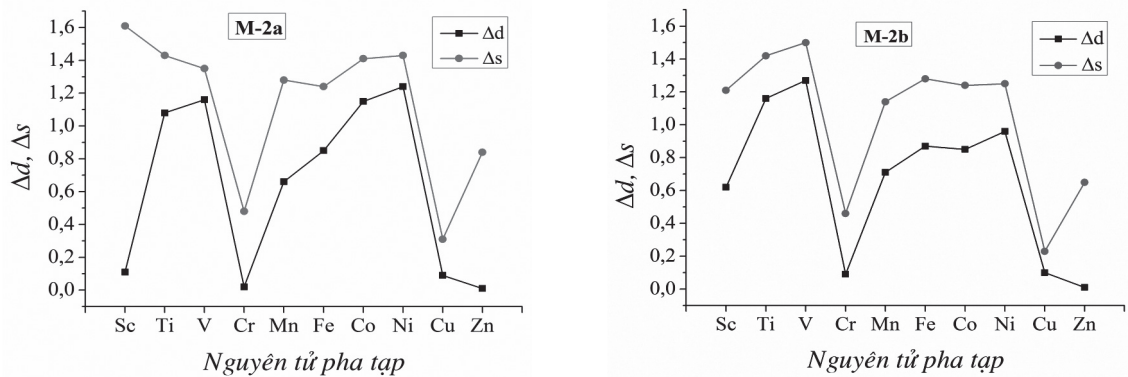 M-2a
Δd
Δs
1,6
1,4
1,2
1,0
0,8
0,6
0,4
0,2
0,0
Δd, Δs
Sc Ti V Cr Mn Fe Co Ni Cu Zn
Nguyên tử pha tạp
M-2b
Δd
Δs
1,6
1,4
1,2
1,0
0,8
0,6
0,4
0,2
0,0
Δd, Δs
Sc Ti V Cr Mn Fe Co Ni Cu Zn
Nguyên tử pha tạp